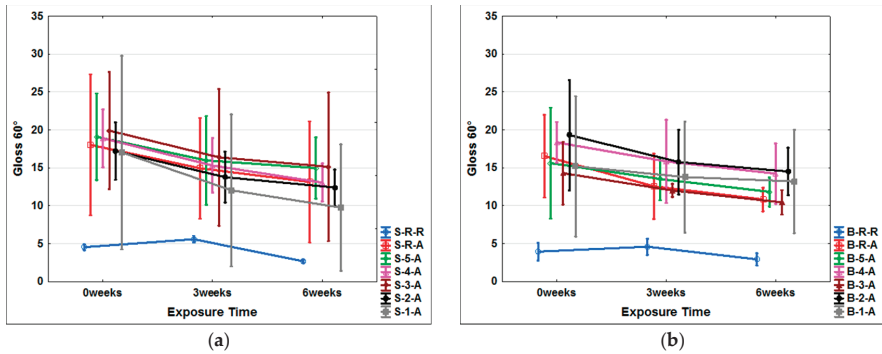 35
30
25
20
15
10
5
0
Gloss 60°
0weeks 3weeks 6weeks
Exposure Time
S-R-R
S-R-A
S-5-A
S-4-A
S-3-A
S-2-A
S-1-A
(a)
35
30
25
20
15
10
5
0
Gloss 60°
0weeks 3weeks 6weeks
Exposure Time
B-R-R
B-R-A
B-5-A
B-4-A
B-3-A
B-2-A
B-1-A
(b)